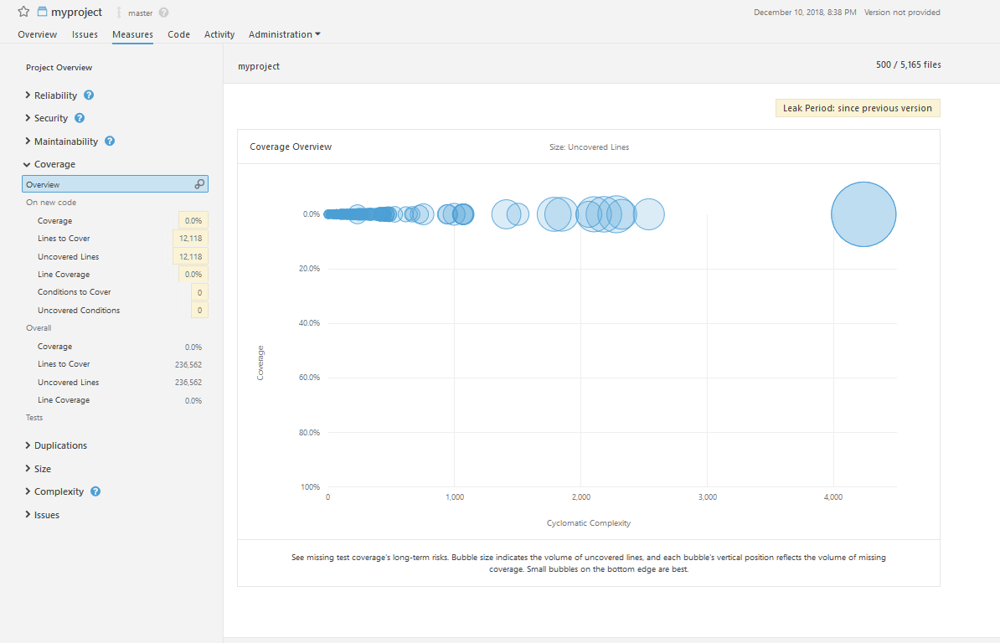 myproject master ?
December 10, 2018, 8:38 PM Version not provided
Overview Issues Measures Code Activity Administration
Project Overview
Reliability ?
Security ?
Maintainability ?
Coverage
Overview
On new code
Coverage 0.0%
Lines to Cover 12,118
Uncovered Lines 12,118
Line Coverage 0.0%
Conditions to Cover 0
Uncovered Conditions 0
Overall
Coverage 0.0%
Lines to Cover 236,562
Uncovered Lines 236,562
Line Coverage 0.0%
Tests
Duplications
Size
Complexity ?
Issues
myproject
500 / 5,165 files
Leak Period: since previous version
Coverage Overview
Size: Uncovered Lines
0.0%
20.0%
40.0%
60.0%
80.0%
100%
Coverage
0 1,000 2,000 3,000 4,000
Cyclomatic Complexity
See missing test coverage's long-term risks. Bubble size indicates the volume of uncovered lines, and each bubble's vertical position reflects the volume of missing
coverage. Small bubbles on the bottom edge are best.